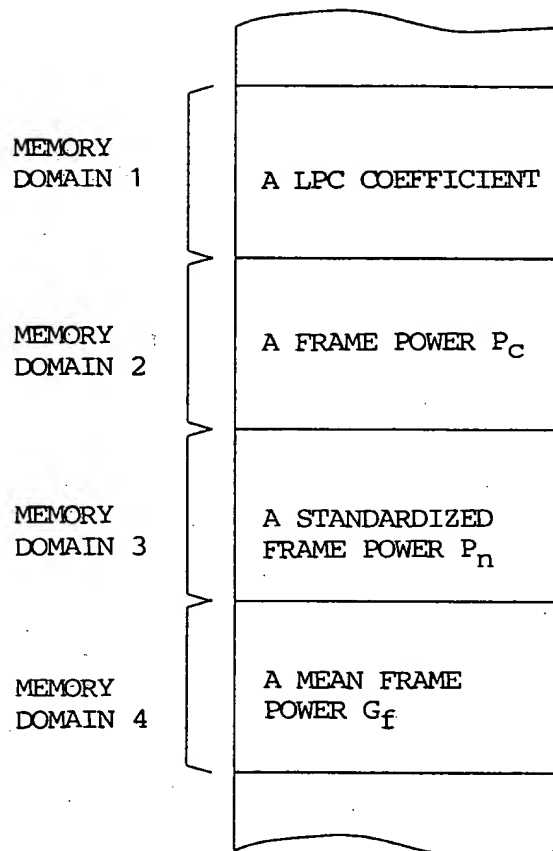 MEMORY
DOMAIN 1
A LPC COEFFICIENT
MEMORY
DOMAIN 2
A FRAME POWER Pc
MEMORY
DOMAIN 3
A STANDARDIZED
FRAME POWER Pn
MEMORY
DOMAIN 4
A MEAN FRAME
POWER Gf